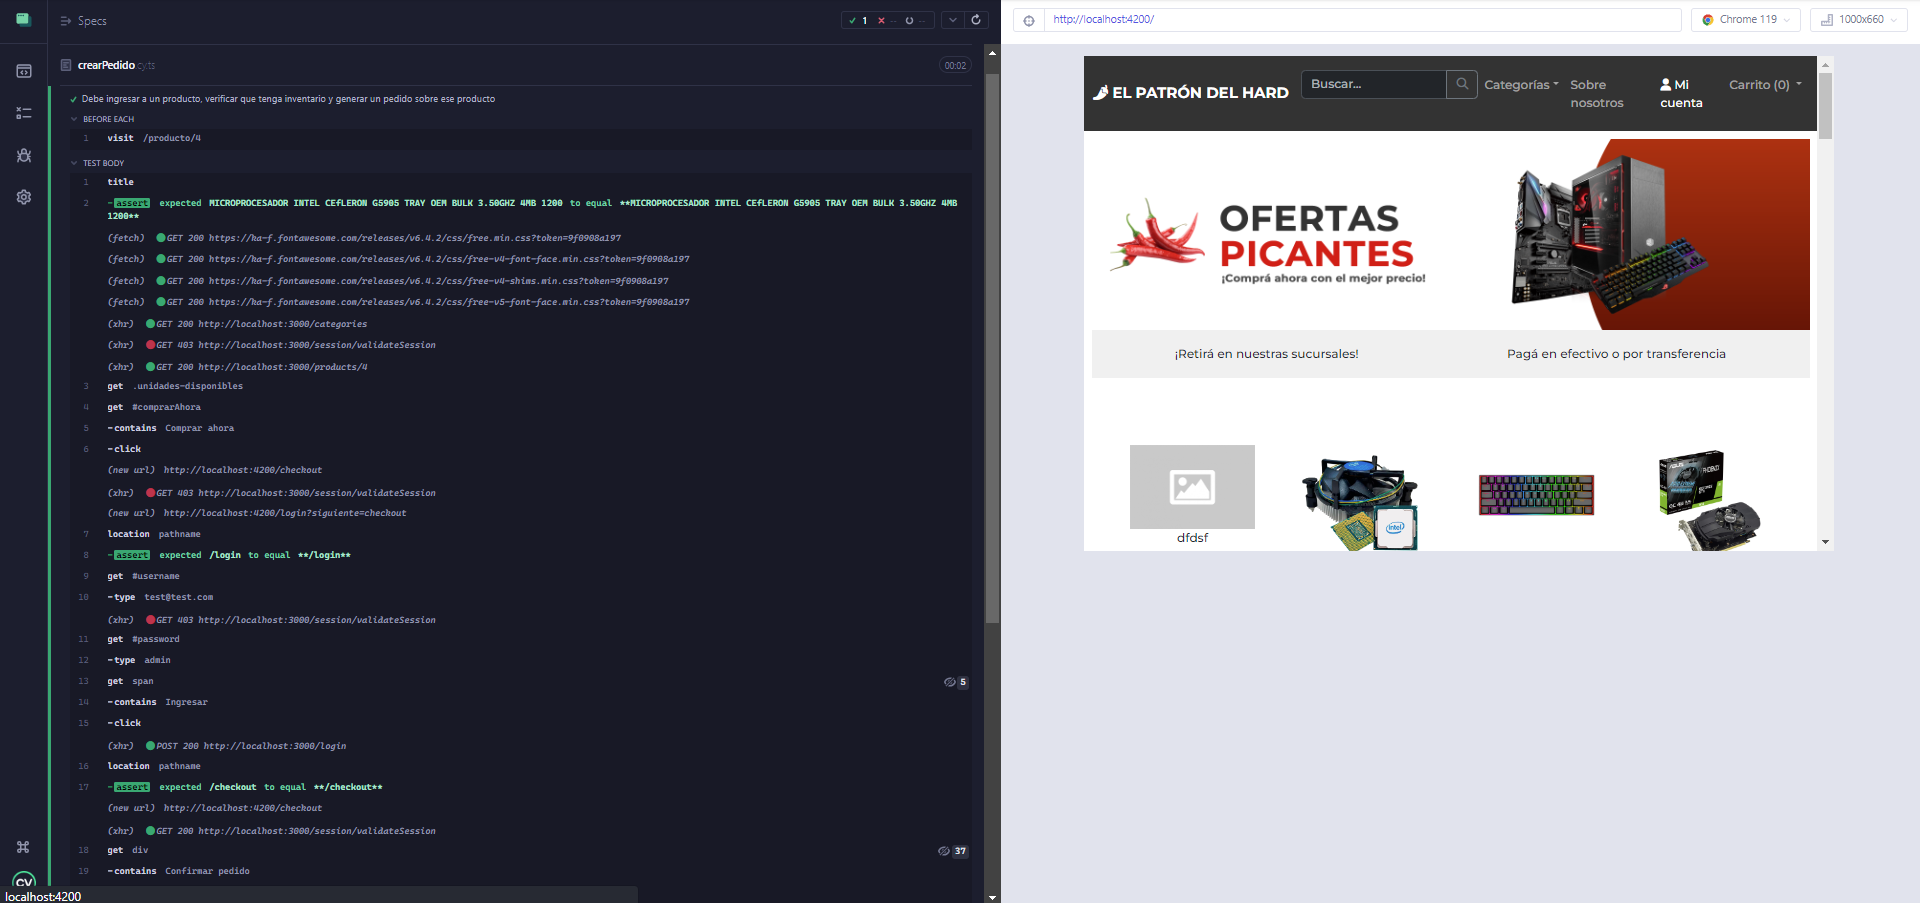 Specs
1 -- --
crearPedido.cy.ts
00:02
Debe ingresar a un producto, verificar que tenga inventario y generar un pedido sobre ese producto
BEFORE EACH
1 visit /producto/4
TEST BODY
1 title
2 -assert expected MICROPROCESADOR INTEL CEfLERON G5905 TRAY OEM BULK 3.50GHZ 4MB 1200 to equal **MICROPROCESADOR INTEL CEfLERON G5905 TRAY OEM BULK 3.50GHZ 4MB
1200**
(fetch) GET 200 https://ka-f.fontawesome.com/releases/v6.4.2/css/free.min.css?token=9f0908a197
(fetch) GET 200 https://ka-f.fontawesome.com/releases/v6.4.2/css/free-v4-font-face.min.css?token=9f0908a197
(fetch) GET 200 https://ka-f.fontawesome.com/releases/v6.4.2/css/free-v4-shims.min.css?token=9f0908a197
(fetch) GET 200 https://ka-f.fontawesome.com/releases/v6.4.2/css/free-v5-font-face.min.css?token=9f0908a197
(xhr) GET 200 http://localhost:3000/categories
(xhr) GET 403 http://localhost:3000/session/validateSession
(xhr) GET 200 http://localhost:3000/products/4
3 get .unidades-disponibles
4 get #comprarAhora
5 -contains Comprar ahora
6 -click
(new url) http://localhost:4200/checkout
(xhr) GET 403 http://localhost:3000/session/validateSession
(new url) http://localhost:4200/login?siguiente=checkout
7 location pathname
8 -assert expected /login to equal **/login**
9 get #username
10 -type test@test.com
(xhr) GET 403 http://localhost:3000/session/validateSession
11 get #password
12 -type admin
13 get span 5
14 -contains Ingresar
15 -click
(xhr) POST 200 http://localhost:3000/login
16 location pathname
17 -assert expected /checkout to equal **/checkout**
(new url) http://localhost:4200/checkout
(xhr) GET 200 http://localhost:3000/session/validateSession
18 get div 37
19 -contains Confirmar pedido
CY
localhost:4200
http://localhost:4200/
Chrome 119
1000x660
EL PATRÓN DEL HARD
Buscar...
Categorías
Sobre
nosotros
Mi
cuenta
Carrito (0)
OFERTAS
PICANTES
¡Comprá ahora con el mejor precio!
¡Retirá en nuestras sucursales!
Pagá en efectivo o por transferencia
dfdsf
intel